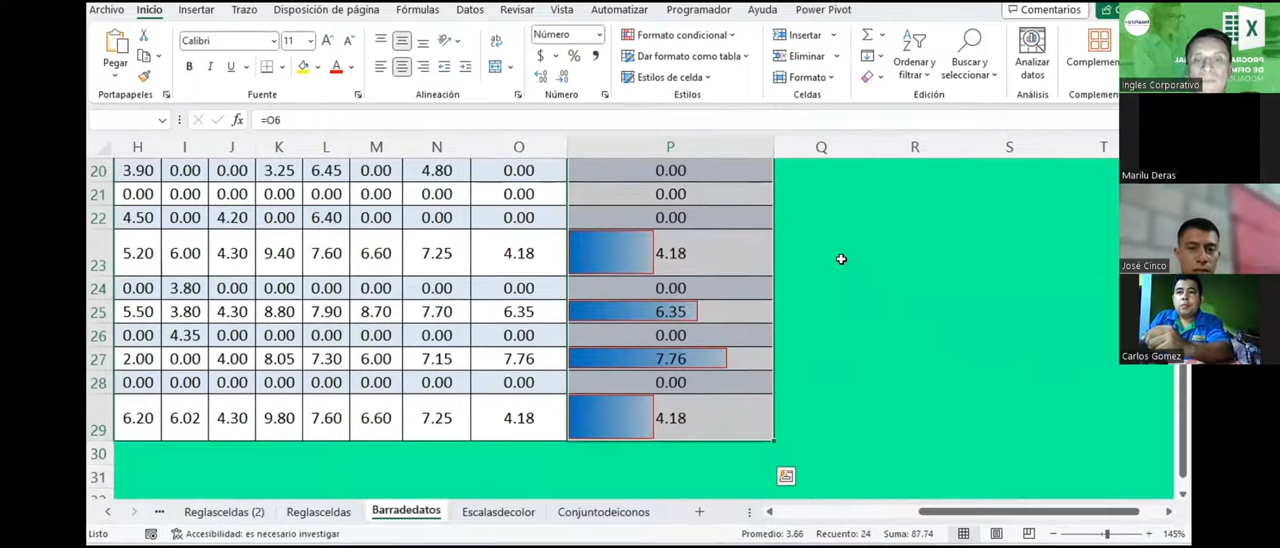 Archivo Inicio Insertar Trazo Disposición de página Fórmulas Datos Revisar Vista Automatizar Programador Ayuda Power Pivot Comentarios
Pegar
Calibri 11
N K S
Número
$ % 000
Formato condicional
Dar formato como tabla
Estilos de celda
Insertar
Eliminar
Formato
Ordenar y filtrar
Buscar y seleccionar
Analizar datos
Complemen
Portapapeles Fuente Alineación Número Estilos Celdas Edición Análisis Complemen
fx =O6
H I J K L M N O P Q R S T
20 3.90 0.00 0.00 3.25 6.45 0.00 4.80 0.00 0.00
21 0.00 0.00 0.00 0.00 0.00 0.00 0.00 0.00 0.00
22 4.50 0.00 4.20 0.00 6.40 0.00 0.00 0.00 0.00
23 5.20 6.00 4.30 9.40 7.60 6.60 7.25 4.18 4.18
24 0.00 3.80 0.00 0.00 0.00 0.00 0.00 0.00 0.00
25 5.50 3.80 4.30 8.80 7.90 8.70 7.70 6.35 6.35
26 0.00 4.35 0.00 0.00 0.00 0.00 0.00 0.00 0.00
27 2.00 0.00 4.00 8.05 7.30 6.00 7.15 7.76 7.76
28 0.00 0.00 0.00 0.00 0.00 0.00 0.00 0.00 0.00
29 6.20 6.02 4.30 9.80 7.60 6.60 7.25 4.18 4.18
30
31
Reglasceldas (2) Reglasceldas Barradedatos Escalasdecolor Conjuntodeiconos
Listo Accesibilidad: es necesario investigar Promedio: 3.66 Recuento: 24 Suma: 87.74 145%
Ingles Corporativo
Marilu Deras
José Cinco
Carlos Gomez